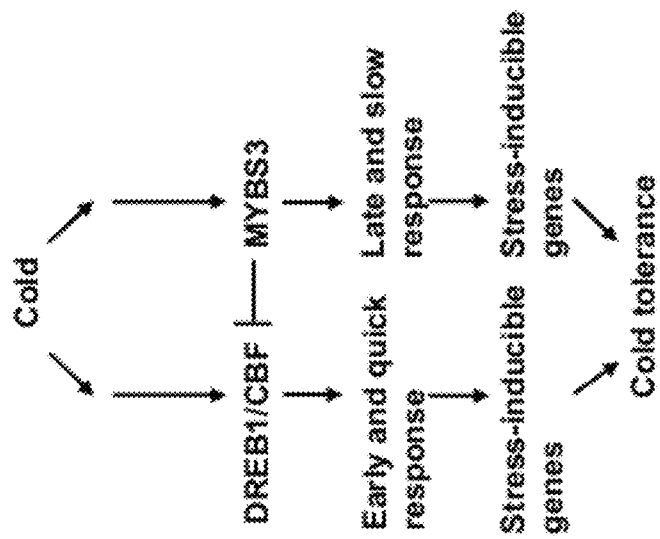 Cold
DREB1/CBF
MYBS3
Early and quick
response
Late and slow
response
Stress-inducible
genes
Stress-inducible
genes
Cold tolerance